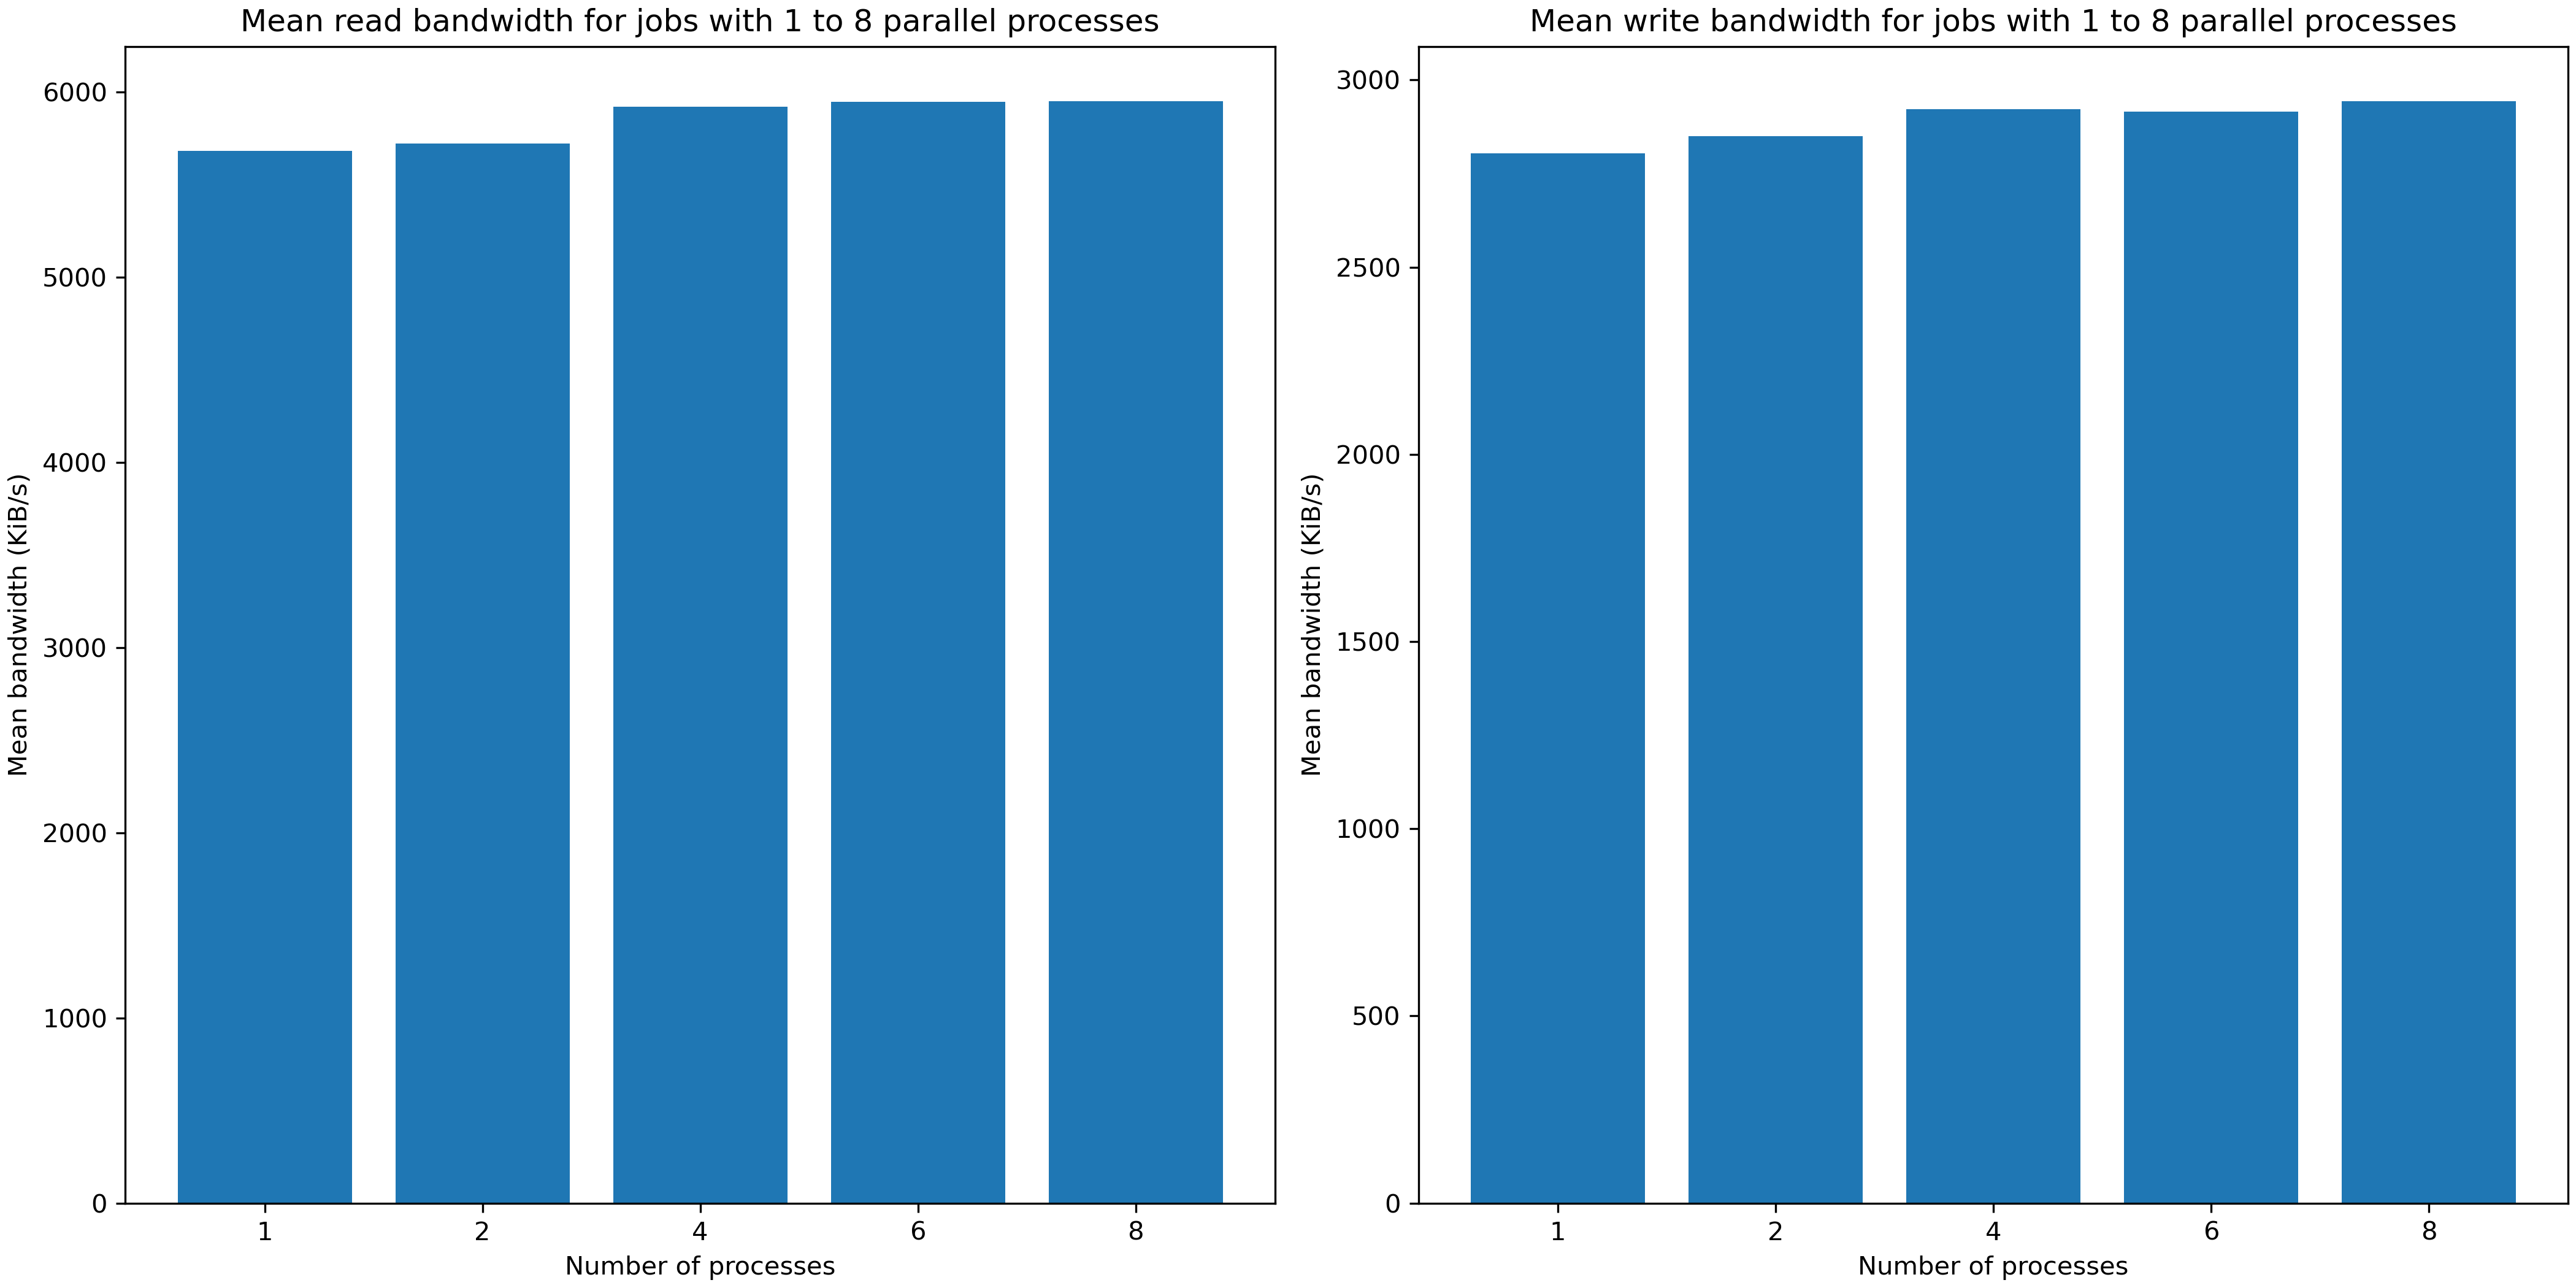 Mean read bandwidth for jobs with 1 to 8 parallel processes
6000
5000
4000
3000
2000
1000
0
Mean bandwidth (KiB/s)
1 2 4 6 8
Number of processes
Mean write bandwidth for jobs with 1 to 8 parallel processes
3000
2500
2000
1500
1000
500
0
Mean bandwidth (KiB/s)
1 2 4 6 8
Number of processes